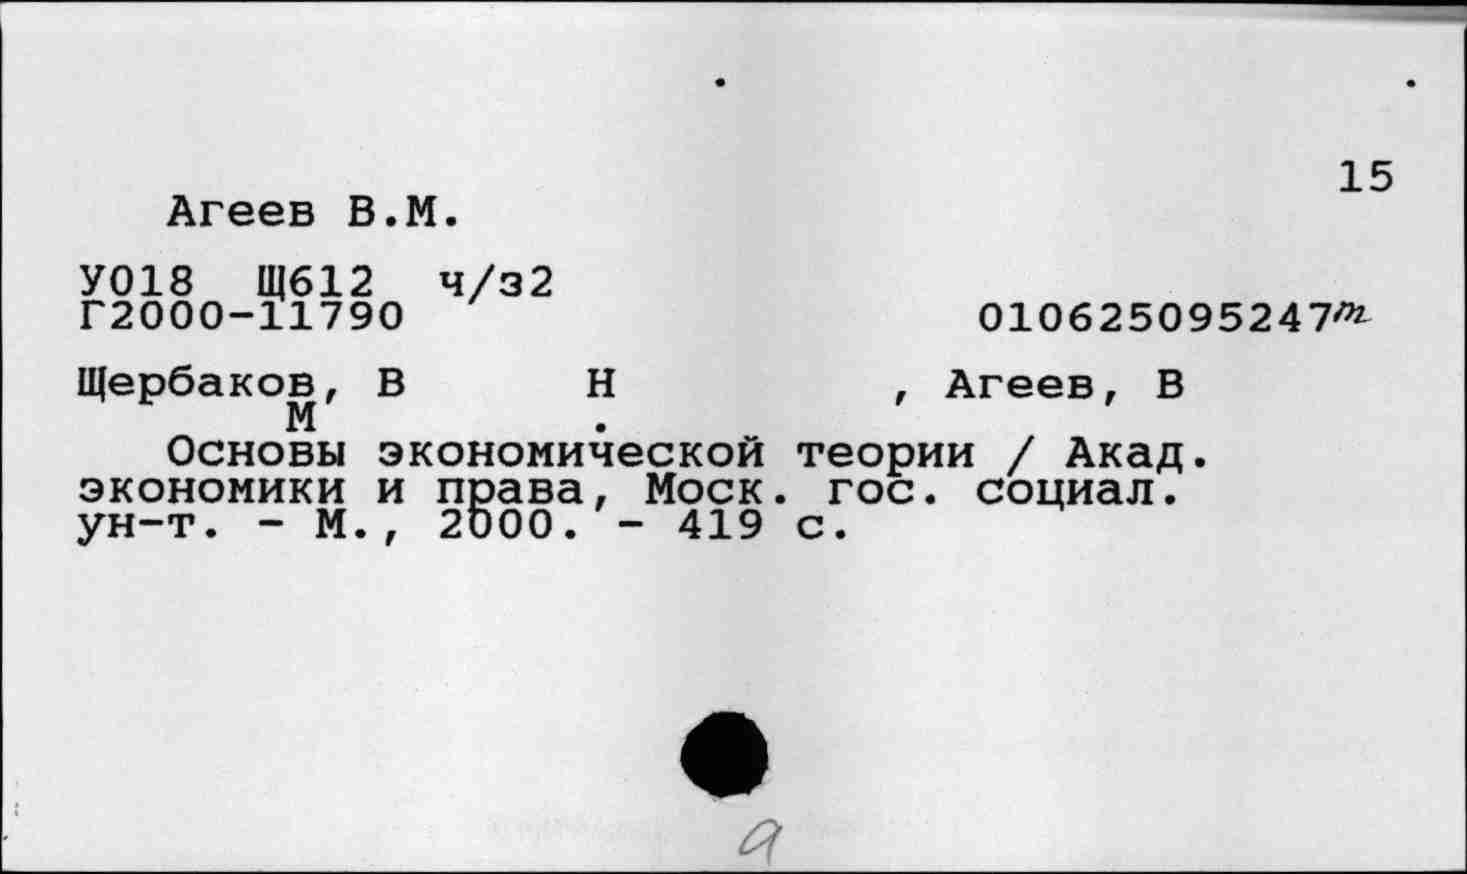 15
Агеев В.М.
У018 Щ612 ч/з2
Г2000-11790 010625095247т
Щербаков, В Н , Агеев, В
М .
Основы экономической теории / Акад.
экономики и права, Моск. гос. социал.
ун-т. - М., 2000. - 419 с.